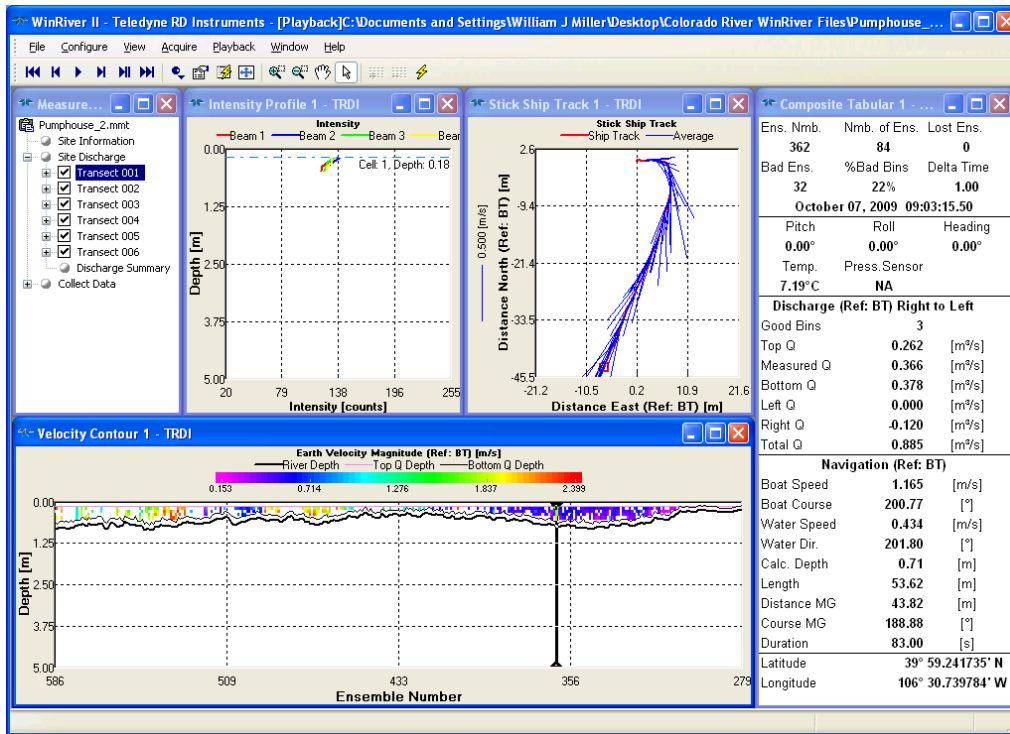 WinRiver II - Teledyne RD Instruments - [Playback]C:\Documents and Settings\William J Miller\Desktop\Colorado River WinRiver Files\Pumphouse_...
File Configure View Acquire Playback Window Help
Measure...
Pumphouse_2.mmt
Site Information
Site Discharge
Transect 001
Transect 002
Transect 003
Transect 004
Transect 005
Transect 006
Discharge Summary
Collect Data
Intensity Profile 1 - TRDI
Intensity
Beam 1 Beam 2 Beam 3 Bear
Cell: 1, Depth: 0.18
0.00
1.25
2.50
3.75
5.00
Depth [m]
20 79 138 196 255
Intensity [counts]
Stick Ship Track 1 - TRDI
Stick Ship Track
Ship Track Average
2.6
-9.4
-21.4
-33.5
-45.5
0.500 [m/s]
Distance North (Ref: BT) [m]
-21.2 -10.5 0.2 10.9 21.6
Distance East (Ref: BT) [m]
Velocity Contour 1 - TRDI
Earth Velocity Magnitude (Ref: BT) [m/s]
River Depth Top Q Depth Bottom Q Depth
0.153 0.714 1.276 1.837 2.399
0.00
1.25
2.50
3.75
5.00
Depth [m]
586 509 433 356 279
Ensemble Number
Composite Tabular 1 - ...
Ens. Nmb. Nmb. of Ens. Lost Ens.
362 84 0
Bad Ens. %Bad Bins Delta Time
32 22% 1.00
October 07, 2009 09:03:15.50
Pitch Roll Heading
0.00° 0.00° 0.00°
Temp. Press.Sensor
7.19°C NA
Discharge (Ref: BT) Right to Left
Good Bins 3
Top Q 0.262 [m³/s]
Measured Q 0.366 [m³/s]
Bottom Q 0.378 [m³/s]
Left Q 0.000 [m³/s]
Right Q -0.120 [m³/s]
Total Q 0.885 [m³/s]
Navigation (Ref: BT)
Boat Speed 1.165 [m/s]
Boat Course 200.77 [°]
Water Speed 0.434 [m/s]
Water Dir. 201.80 [°]
Calc. Depth 0.71 [m]
Length 53.62 [m]
Distance MG 43.82 [m]
Course MG 188.88 [°]
Duration 83.00 [s]
Latitude 39° 59.241735' N
Longitude 106° 30.739784' W